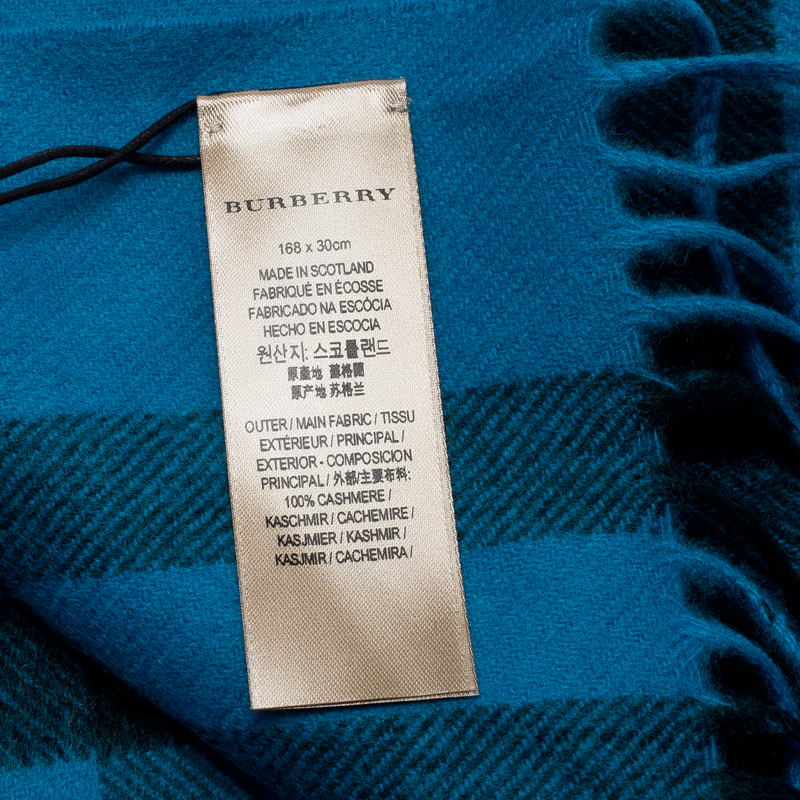 BURBERRY
168 x 30cm
MADE IN SCOTLAND
FABRIQUÉ EN ÉCOSSE
FABRICADO NA ESCÓCIA
HECHO EN ESCOCIA
원산지: 스코틀랜드
原產地 蘇格蘭
原产地 苏格兰
OUTER / MAIN FABRIC / TISSU
EXTÉRIEUR / PRINCIPAL /
EXTERIOR - COMPOSICION
PRINCIPAL / 外部/主要布料:
100% CASHMERE /
KASCHMIR / CACHEMIRE /
KASJMIER / KASHMIR /
KASJMIR / CACHEMIRA /